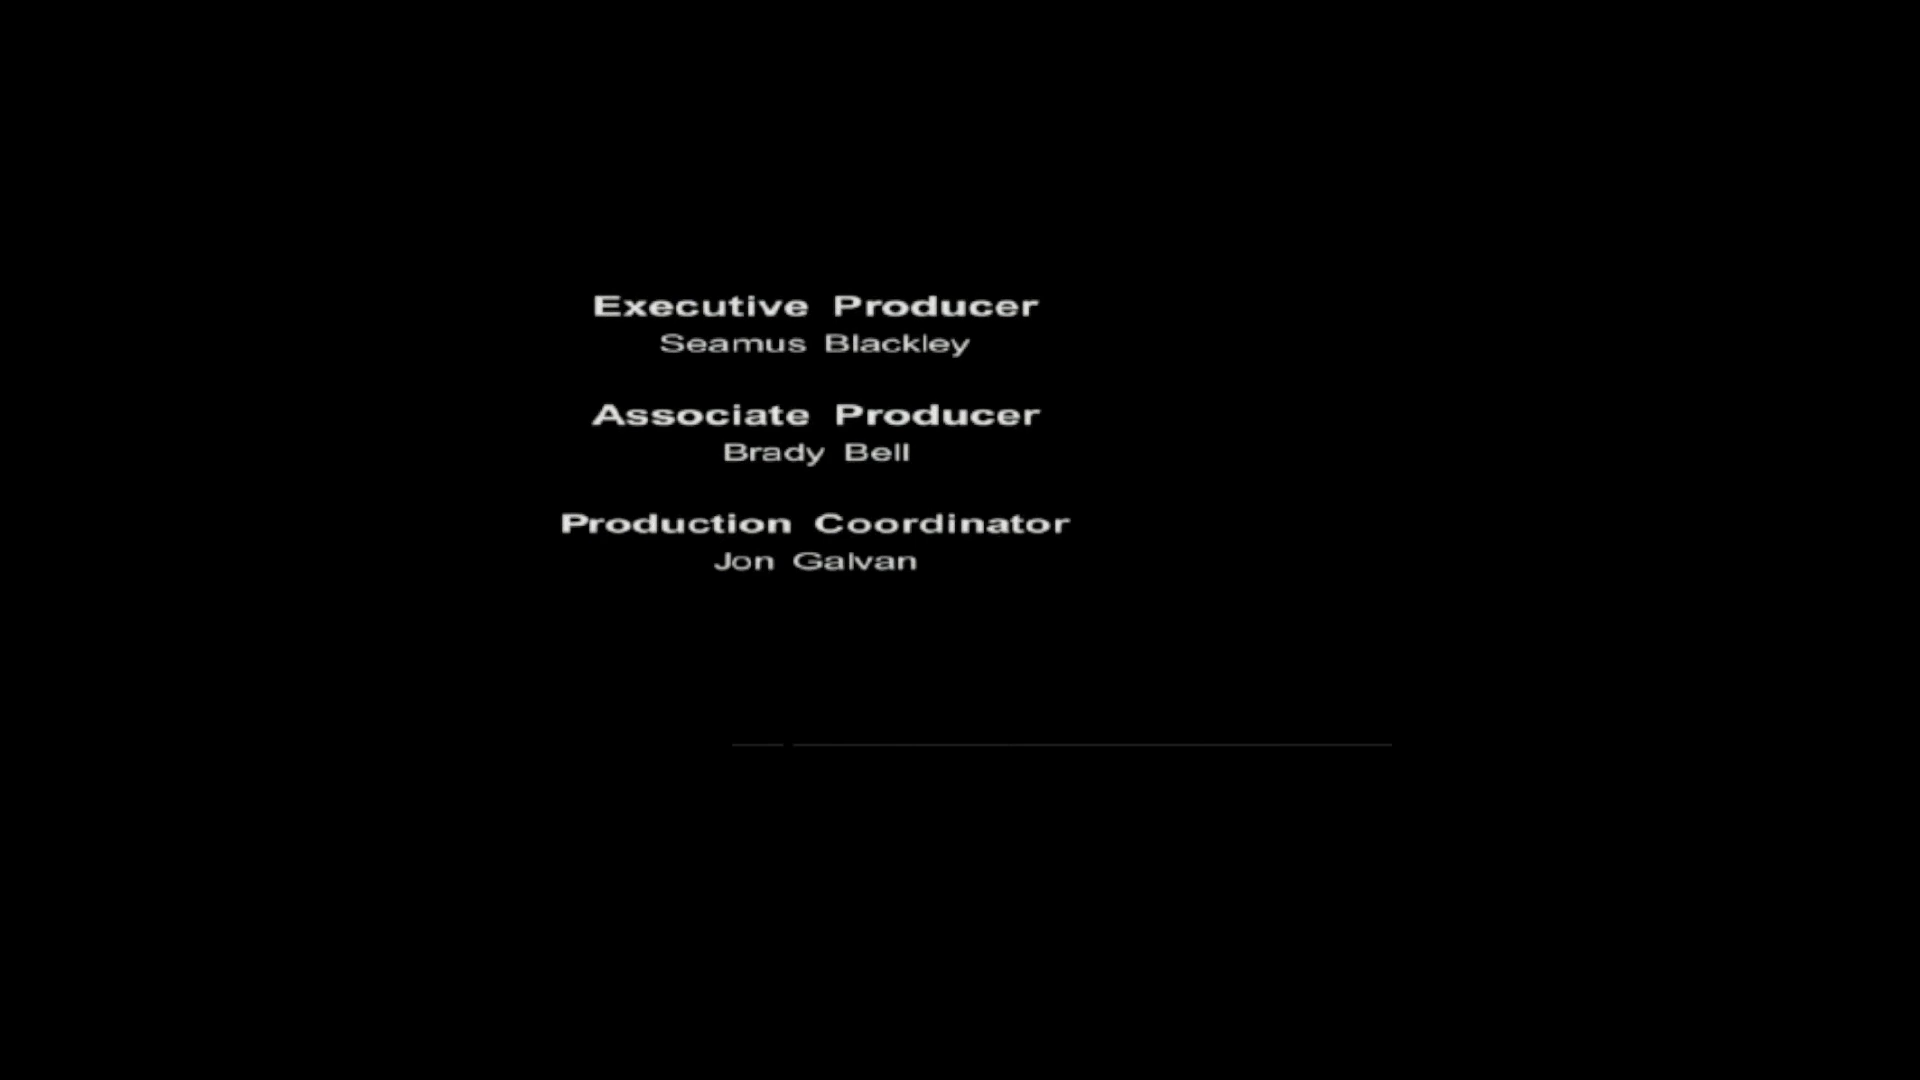 Executive Producer
Seamus Blackley
Associate Producer
Brady Bell
Production Coordinator
Jon Galvan